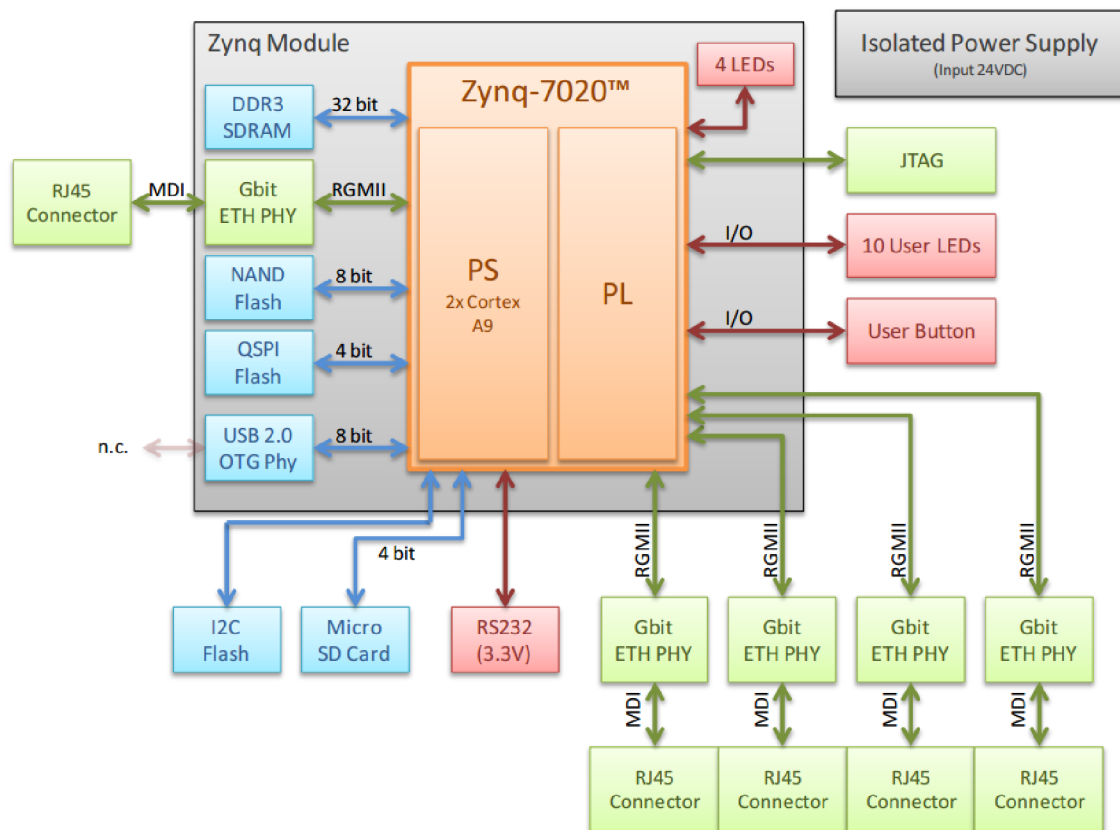 Zynq Module
Isolated Power Supply
(Input 24VDC)
4 LEDs
Zynq-7020™
DDR3
SDRAM
32 bit
JTAG
RJ45
Connector
MDI
Gbit
ETH PHY
RGMII
I/O
10 User LEDs
NAND
Flash
8 bit
PS
2x Cortex
A9
PL
I/O
User Button
QSPI
Flash
4 bit
n.c.
USB 2.0
OTG Phy
8 bit
4 bit
RGMII
RGMII
RGMII
RGMII
I2C
Flash
Micro
SD Card
RS232
(3.3V)
Gbit
ETH PHY
Gbit
ETH PHY
Gbit
ETH PHY
Gbit
ETH PHY
MDI
MDI
MDI
MDI
RJ45
Connector
RJ45
Connector
RJ45
Connector
RJ45
Connector